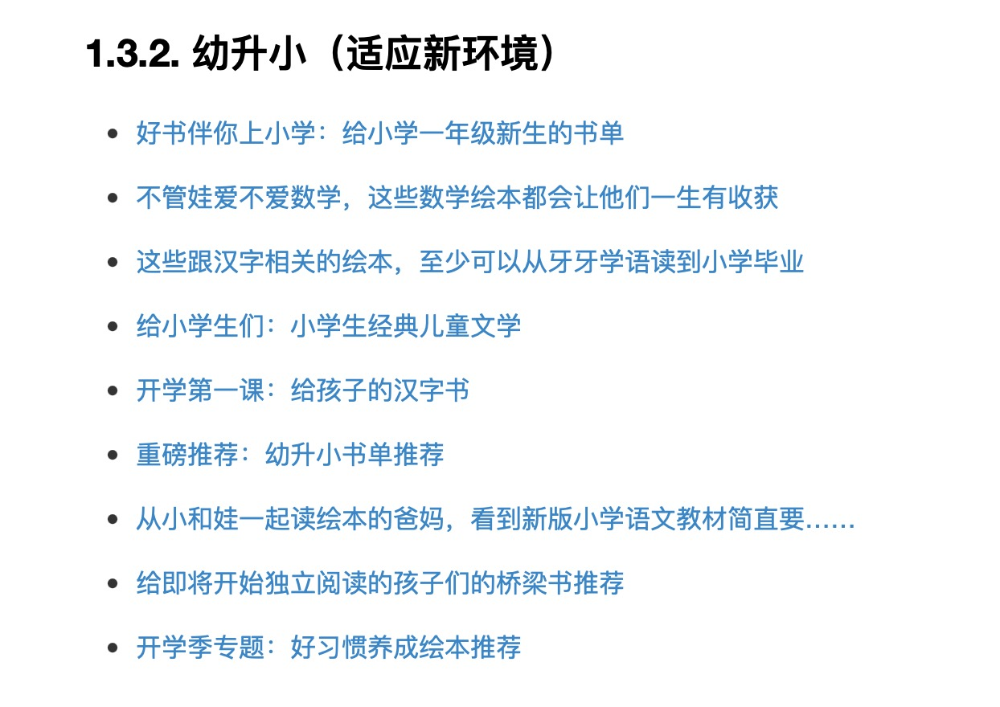 1.3.2. 幼升小（适应新环境）
好书伴你上小学：给小学一年级新生的书单
不管娃爱不爱数学，这些数学绘本都会让他们一生有收获
这些跟汉字相关的绘本，至少可以从牙牙学语读到小学毕业
给小学生们：小学生经典儿童文学
开学第一课：给孩子的汉字书
重磅推荐：幼升小书单推荐
从小和娃一起读绘本的爸妈，看到新版小学语文教材简直要……
给即将开始独立阅读的孩子们的桥梁书推荐
开学季专题：好习惯养成绘本推荐